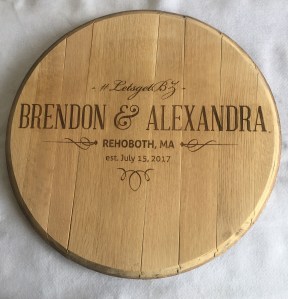 - #LetsgetBZ -
BRENDON & ALEXANDRA
REHOBOTH, MA
est. July 15, 2017